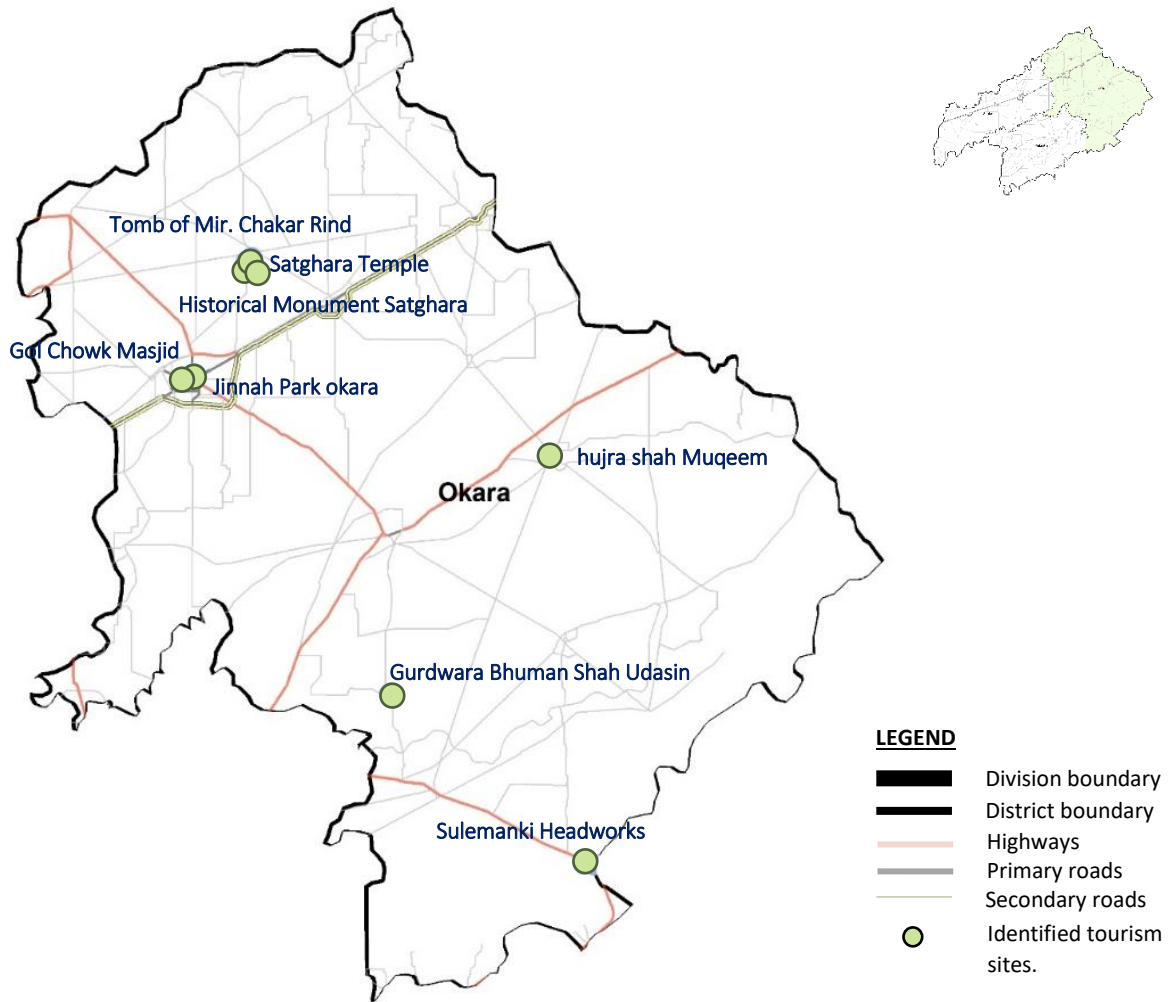 Tomb of Mir. Chakar Rind
Satghara Temple
Historical Monument Satghara
Gol Chowk Masjid
Jinnah Park okara
hujra shah Muqeem
Okara
Gurdwara Bhuman Shah Udasin
Sulemanki Headworks
LEGEND
Division boundary
District boundary
Highways
Primary roads
Secondary roads
Identified tourism
sites.